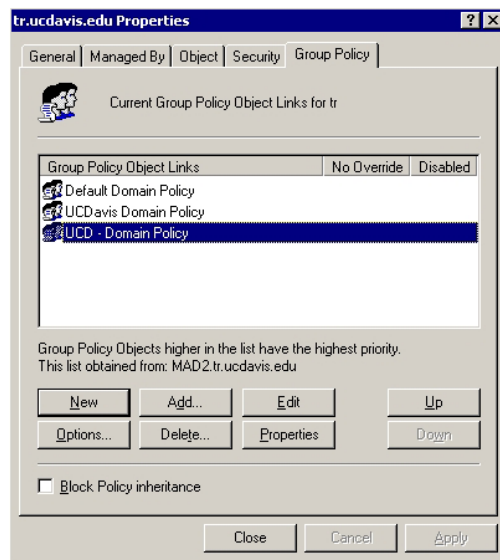 tr.ucdavis.edu Properties
General Managed By Object Security Group Policy
Current Group Policy Object Links for tr
Group Policy Object Links No Override Disabled
Default Domain Policy
UCDavis Domain Policy
UCD - Domain Policy
Group Policy Objects higher in the list have the highest priority.
This list obtained from: MAD2.tr.ucdavis.edu
New Add... Edit Up
Options... Delete... Properties Down
Block Policy inheritance
Close Cancel Apply